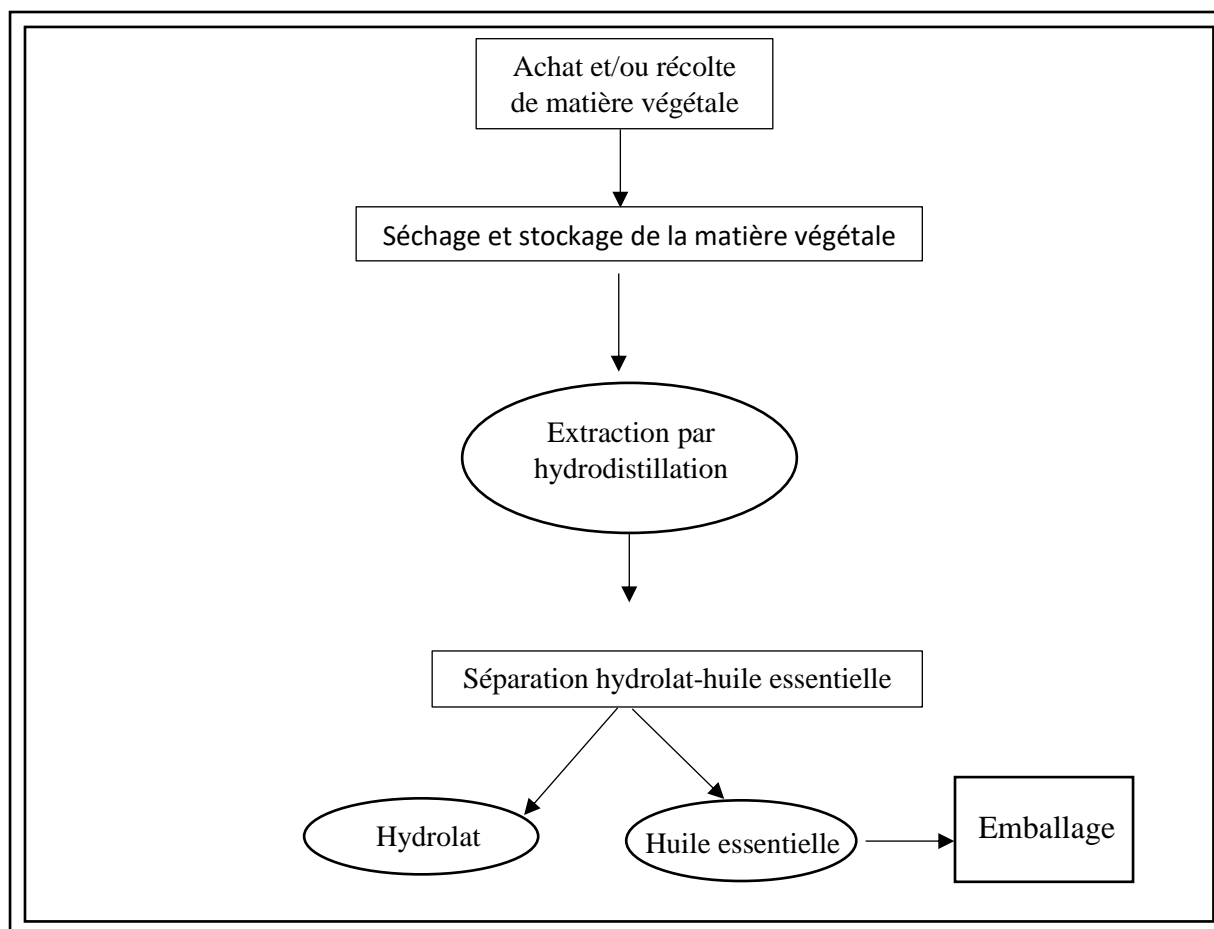 Achat et/ou récolte
de matière végétale
Séchage et stockage de la matière végétale
Extraction par
hydrodistillation
Séparation hydrolat-huile essentielle
Hydrolat
Huile essentielle
Emballage